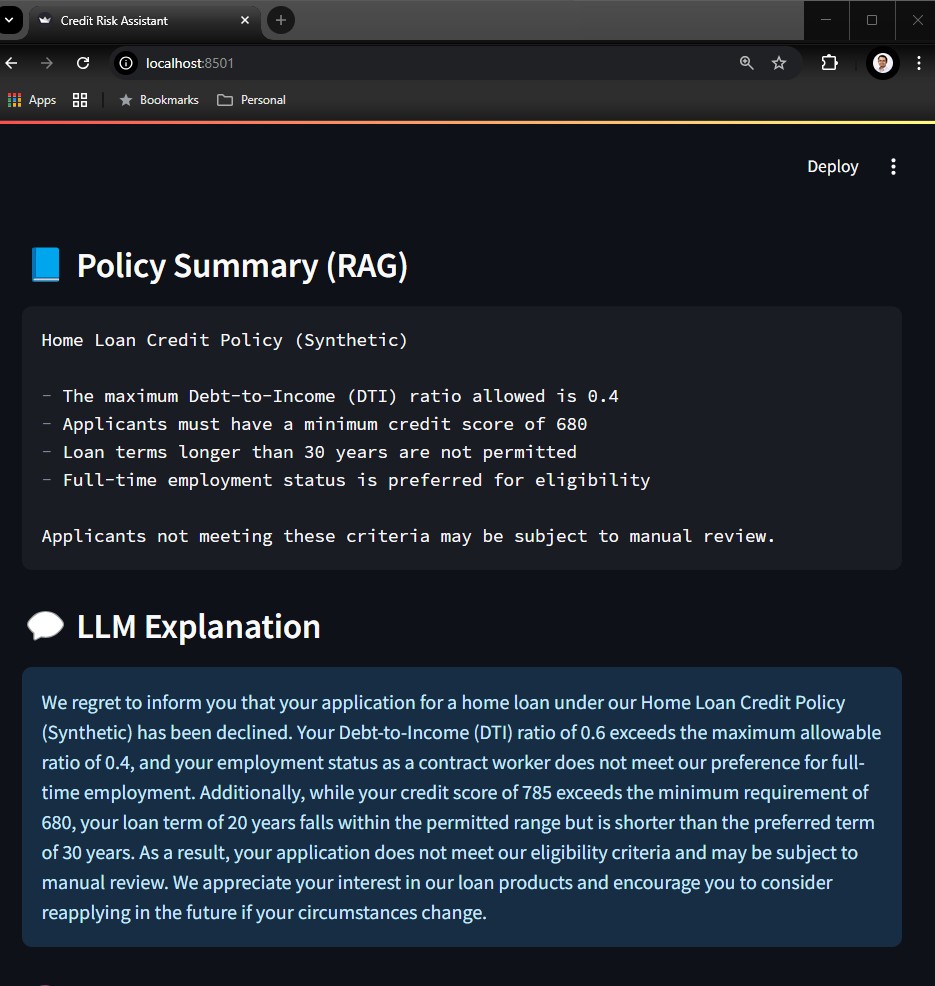 Credit Risk Assistant
localhost:8501
Apps
Bookmarks
Personal
Deploy
Policy Summary (RAG)
Home Loan Credit Policy (Synthetic)
- The maximum Debt-to-Income (DTI) ratio allowed is 0.4
- Applicants must have a minimum credit score of 680
- Loan terms longer than 30 years are not permitted
- Full-time employment status is preferred for eligibility
Applicants not meeting these criteria may be subject to manual review.
LLM Explanation
We regret to inform you that your application for a home loan under our Home Loan Credit Policy
(Synthetic) has been declined. Your Debt-to-Income (DTI) ratio of 0.6 exceeds the maximum allowable
ratio of 0.4, and your employment status as a contract worker does not meet our preference for full-
time employment. Additionally, while your credit score of 785 exceeds the minimum requirement of
680, your loan term of 20 years falls within the permitted range but is shorter than the preferred term
of 30 years. As a result, your application does not meet our eligibility criteria and may be subject to
manual review. We appreciate your interest in our loan products and encourage you to consider
reapplying in the future if your circumstances change.